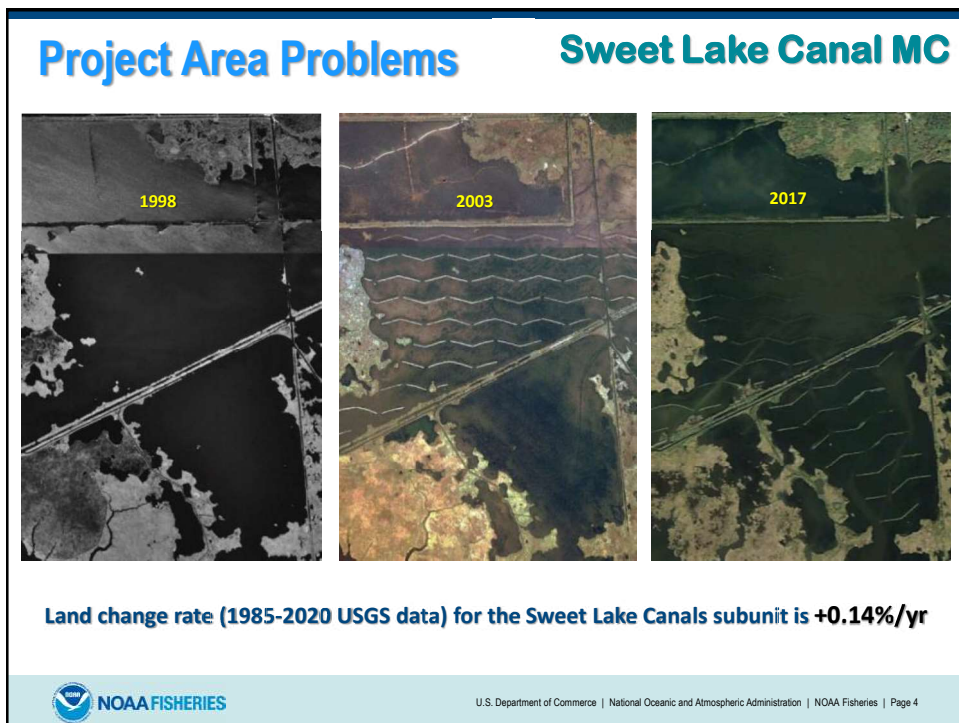 Project Area Problems
Sweet Lake Canal MC
1998
2003
2017
Land change rate (1985-2020 USGS data) for the Sweet Lake Canals subunit is +0.14%/yr
NOAA
NOAA FISHERIES
U.S. Department of Commerce | National Oceanic and Atmospheric Administration | NOAA Fisheries | Page 4